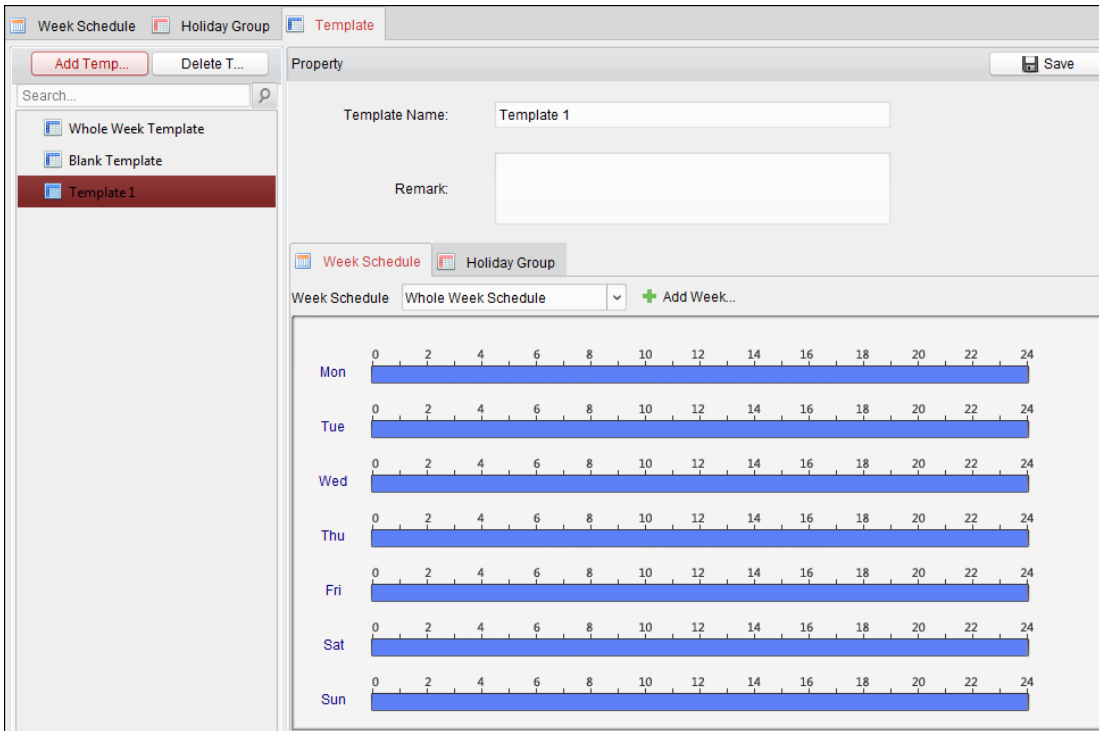 Week Schedule Holiday Group Template
Add Temp... Delete T... Property Save
Search...
Whole Week Template
Blank Template
Template 1
Template Name: Template 1
Remark:
Week Schedule Holiday Group
Week Schedule Whole Week Schedule Add Week...
0 2 4 6 8 10 12 14 16 18 20 22 24
Mon
0 2 4 6 8 10 12 14 16 18 20 22 24
Tue
0 2 4 6 8 10 12 14 16 18 20 22 24
Wed
0 2 4 6 8 10 12 14 16 18 20 22 24
Thu
0 2 4 6 8 10 12 14 16 18 20 22 24
Fri
0 2 4 6 8 10 12 14 16 18 20 22 24
Sat
0 2 4 6 8 10 12 14 16 18 20 22 24
Sun